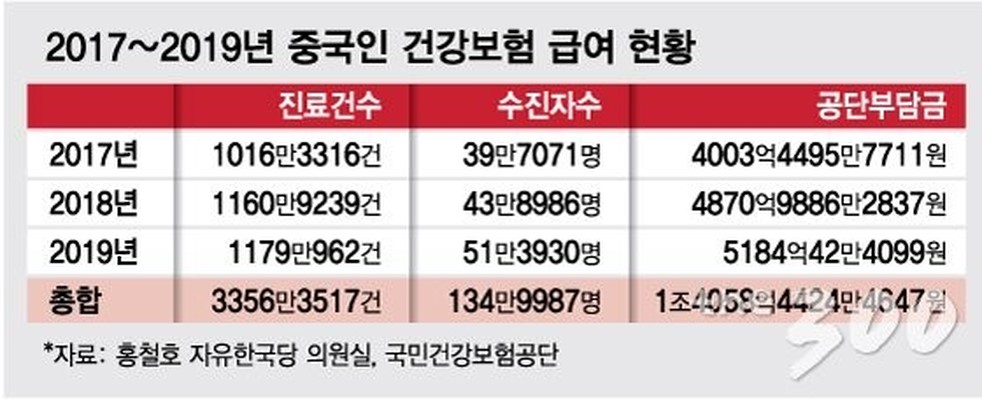 2017~2019년 중국인 건강보험 급여 현황
진료건수 수진자수 공단부담금
2017년 1016만3316건 39만7071명 4003억4495만7711원
2018년 1160만9239건 43만8986명 4870억9886만2837원
2019년 1179만962건 51만3930명 5184억42만4099원
총합 3356만3517건 134만9987명 1조4058억4424만4647원
*자료: 홍철호 자유한국당 의원실, 국민건강보험공단
300